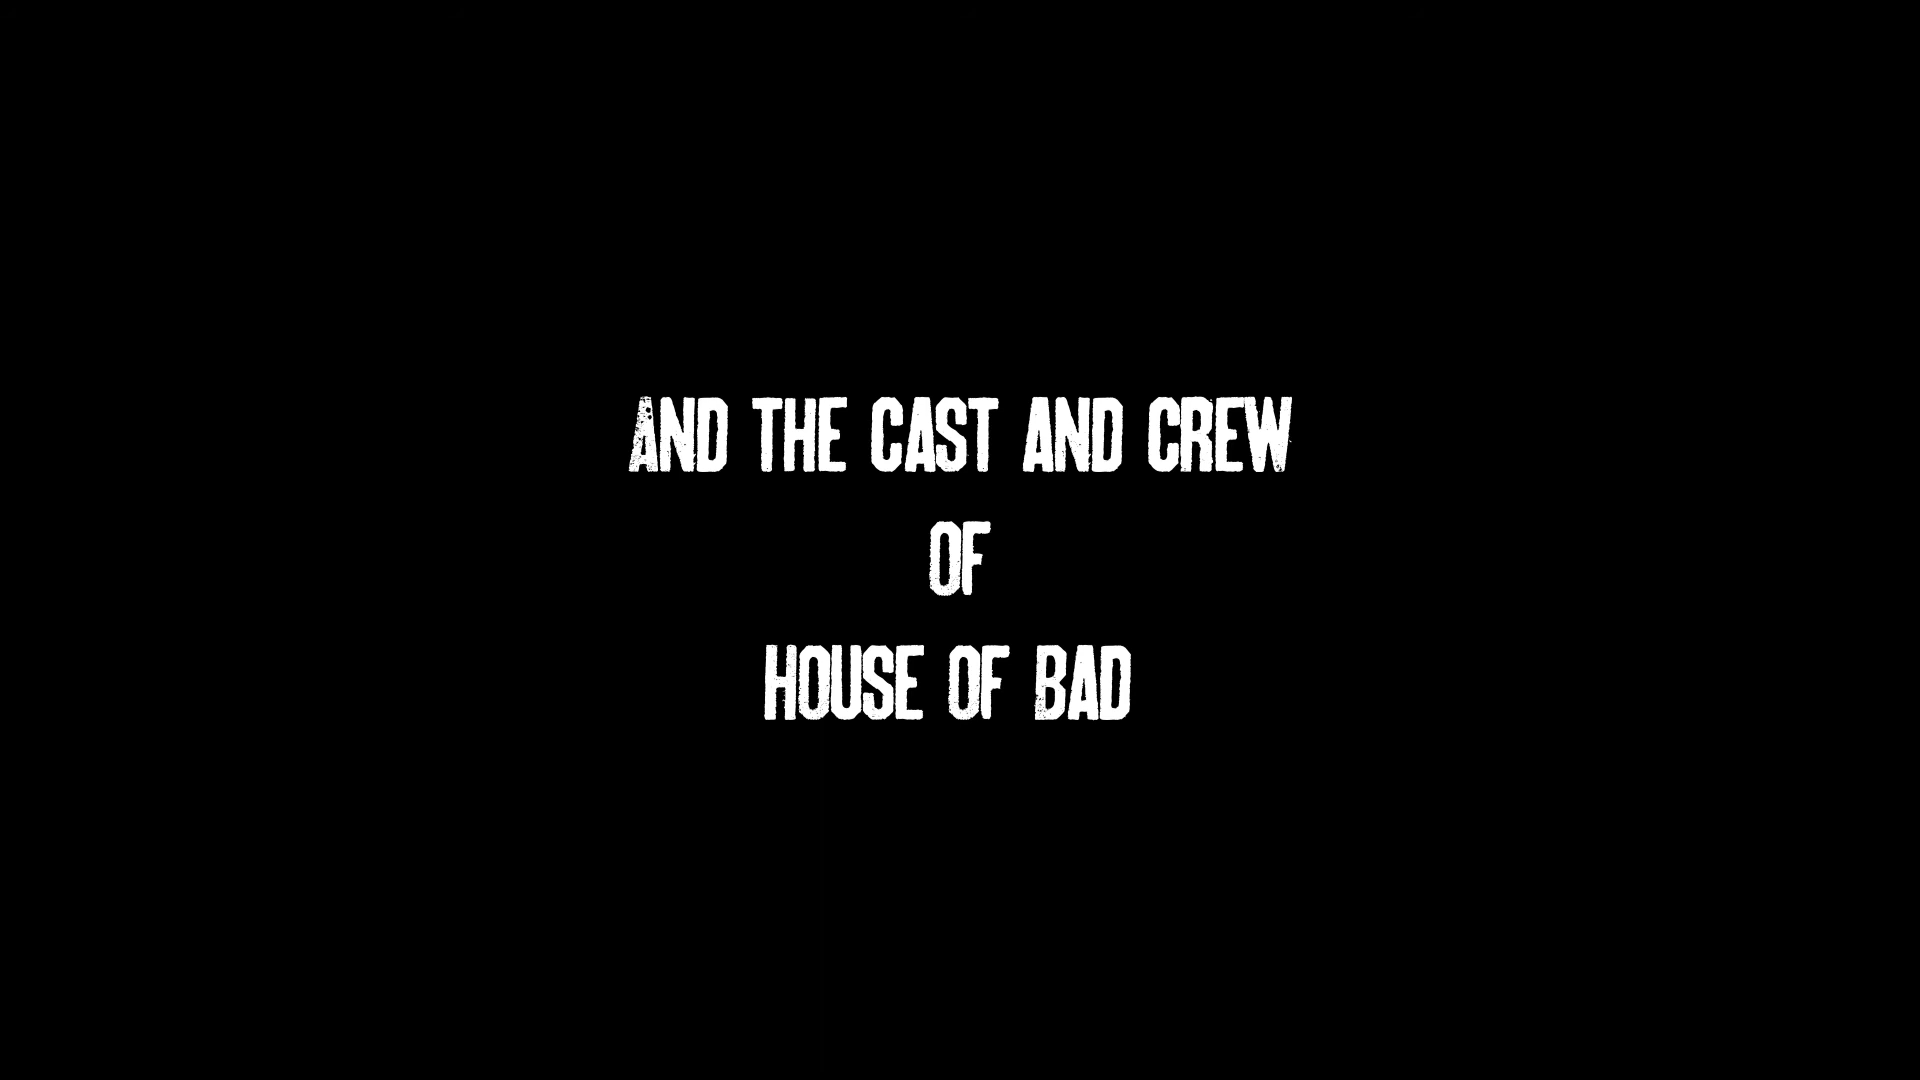 AND THE CAST AND CREW
OF
HOUSE OF BAD